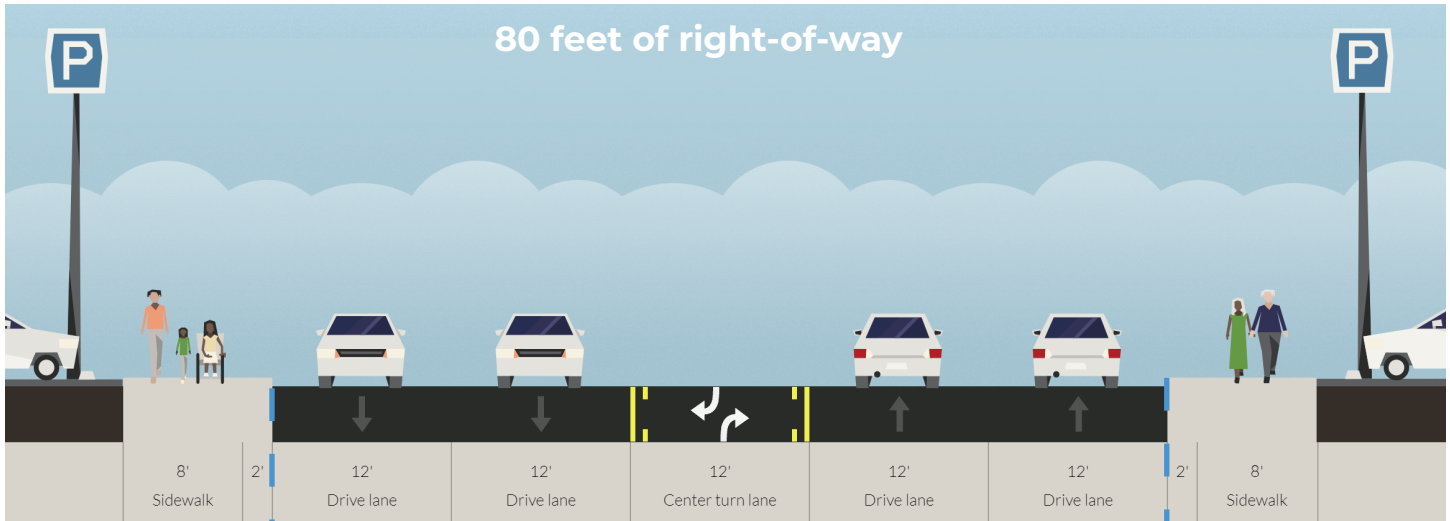 80 feet of right-of-way
P
P
8'
2'
12'
12'
12'
12'
12'
2'
8'
Sidewalk
Drive lane
Drive lane
Center turn lane
Drive lane
Drive lane
Sidewalk